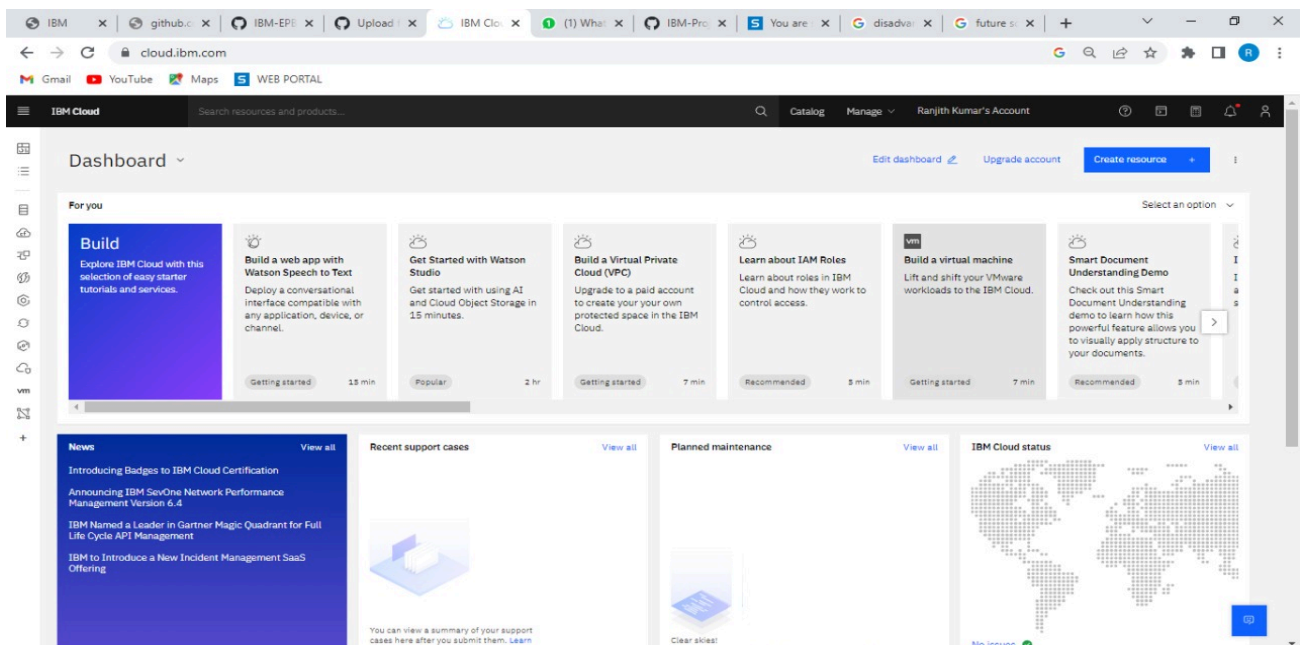 IBM
github.c
IBM-EPB
Upload
IBM Clou
(1) What
IBM-Pro
You are
disadva
future s
cloud.ibm.com
Gmail
YouTube
Maps
WEB PORTAL
R
IBM Cloud
Search resources and products...
Catalog
Manage
Ranjith Kumar's Account
Dashboard
Edit dashboard
Upgrade account
Create resource +
For you
Select an option
Build
Explore IBM Cloud with this
selection of easy starter
tutorials and services.
Build a web app with
Watson Speech to Text
Deploy a conversational
interface compatible with
any application, device, or
channel.
Getting started
15 min
Get Started with Watson
Studio
Get started with using AI
and Cloud Object Storage in
15 minutes.
Popular
2 hr
Build a Virtual Private
Cloud (VPC)
Upgrade to a paid account
to create your your own
protected space in the IBM
Cloud.
Getting started
7 min
Learn about IAM Roles
Learn about roles in IBM
Cloud and how they work to
control access.
Recommended
5 min
vm
Build a virtual machine
Lift and shift your VMware
workloads to the IBM Cloud.
Getting started
7 min
Smart Document
Understanding Demo
Check out this Smart
Document Understanding
demo to learn how this
powerful feature allows you
to visually apply structure to
your documents.
Recommended
5 min
vm
News
View all
Introducing Badges to IBM Cloud Certification
Announcing IBM SevOne Network Performance
Management Version 6.4
IBM Named a Leader in Gartner Magic Quadrant for Full
Life Cycle API Management
IBM to Introduce a New Incident Management SaaS
Offering
Recent support cases
View all
You can view a summary of your support
cases here after you submit them. Learn
Planned maintenance
View all
Clear skies!
IBM Cloud status
View all
No issues